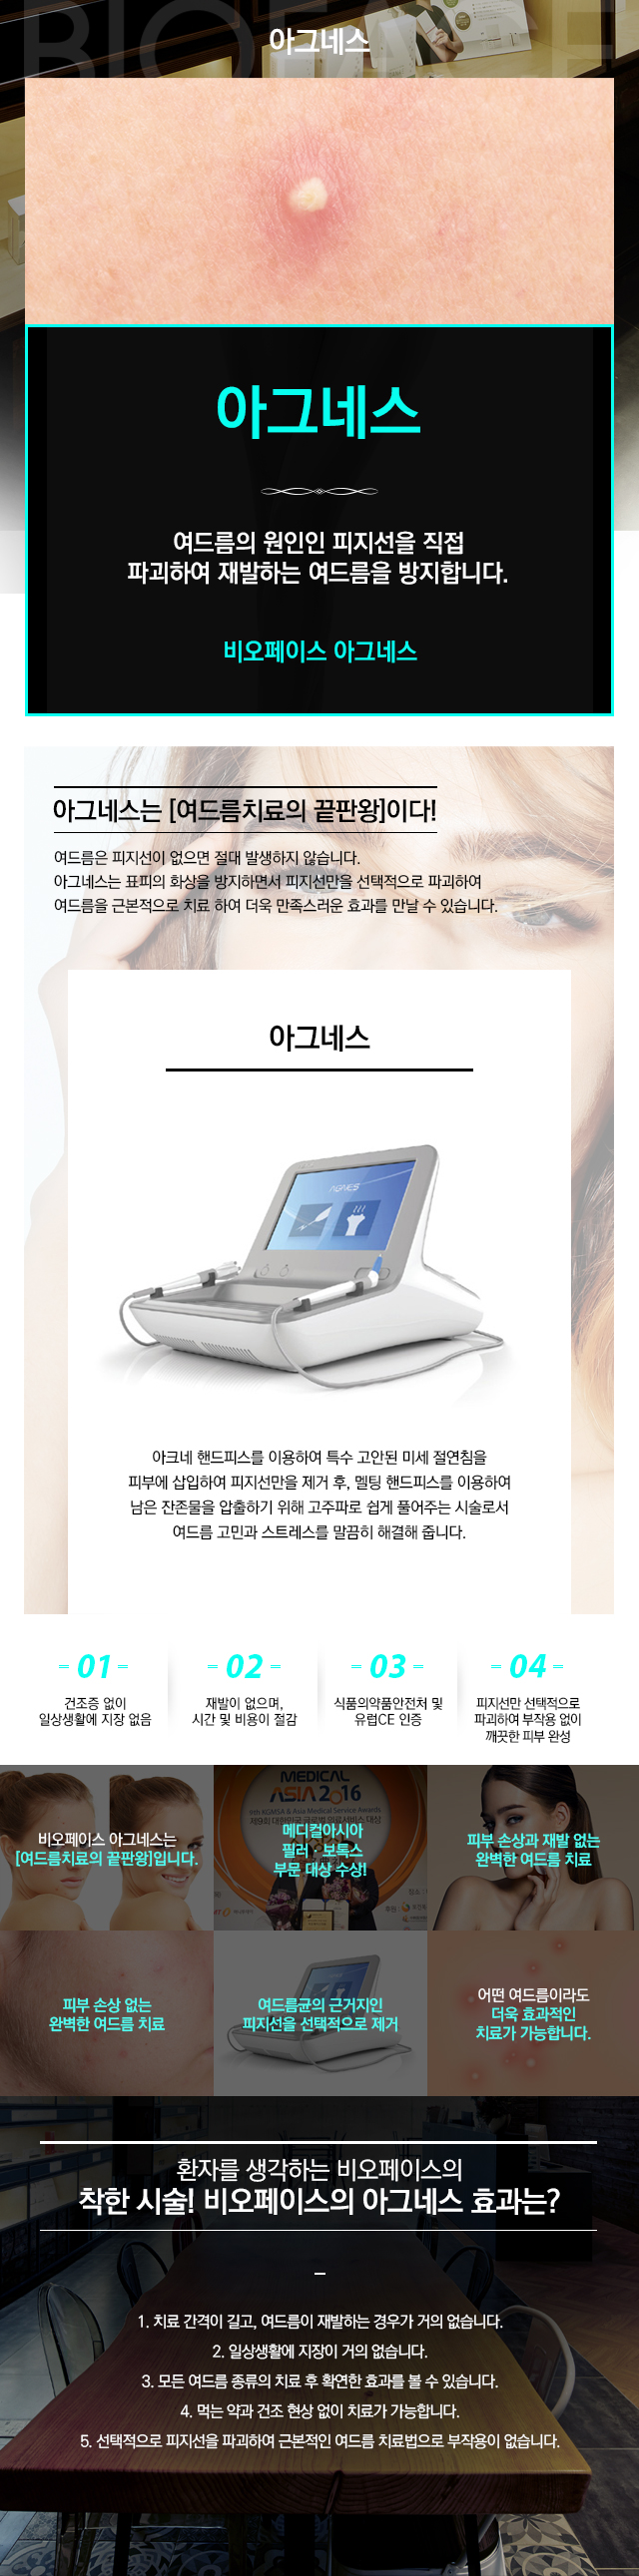 BIOFACE
아그네스
아그네스
여드름의 원인인 피지선을 직접
파괴하여 재발하는 여드름을 방지합니다.
비오페이스 아그네스
아그네스는 [여드름치료의 끝판왕]이다!
여드름은 피지선이 없으면 절대 발생하지 않습니다.
아그네스는 표피의 화상을 방지하면서 피지선만을 선택적으로 파괴하여
여드름을 근본적으로 치료 하여 더욱 만족스러운 효과를 만날 수 있습니다.
아그네스
AGNES
아크네 핸드피스를 이용하여 특수 고안된 미세 절연침을
피부에 삽입하여 피지선만을 제거 후, 멜팅 핸드피스를 이용하여
남은 잔존물을 압출하기 위해 고주파로 쉽게 풀어주는 시술로서
여드름 고민과 스트레스를 말끔히 해결해 줍니다.
01
건조증 없이
일상생활에 지장 없음
02
재발이 없으며,
시간 및 비용이 절감
03
식품의약품안전처 및
유럽CE 인증
04
피지선만 선택적으로
파괴하여 부작용 없이
깨끗한 피부 완성
비오페이스 아그네스는
[여드름치료의 끝판왕]입니다.
MEDICAL
ASIA 2016
메디컬아시아
필러 · 보톡스
부문 대상 수상!
피부 손상과 재발 없는
완벽한 여드름 치료
피부 손상 없는
완벽한 여드름 치료
여드름균의 근거지인
피지선을 선택적으로 제거
어떤 여드름이라도
더욱 효과적인
치료가 가능합니다.
환자를 생각하는 비오페이스의
착한 시술! 비오페이스의 아그네스 효과는?
1. 치료 간격이 길고, 여드름이 재발하는 경우가 거의 없습니다.
2. 일상생활에 지장이 거의 없습니다.
3. 모든 여드름 종류의 치료 후 확연한 효과를 볼 수 있습니다.
4. 먹는 약과 건조 현상 없이 치료가 가능합니다.
5. 선택적으로 피지선을 파괴하여 근본적인 여드름 치료법으로 부작용이 없습니다.